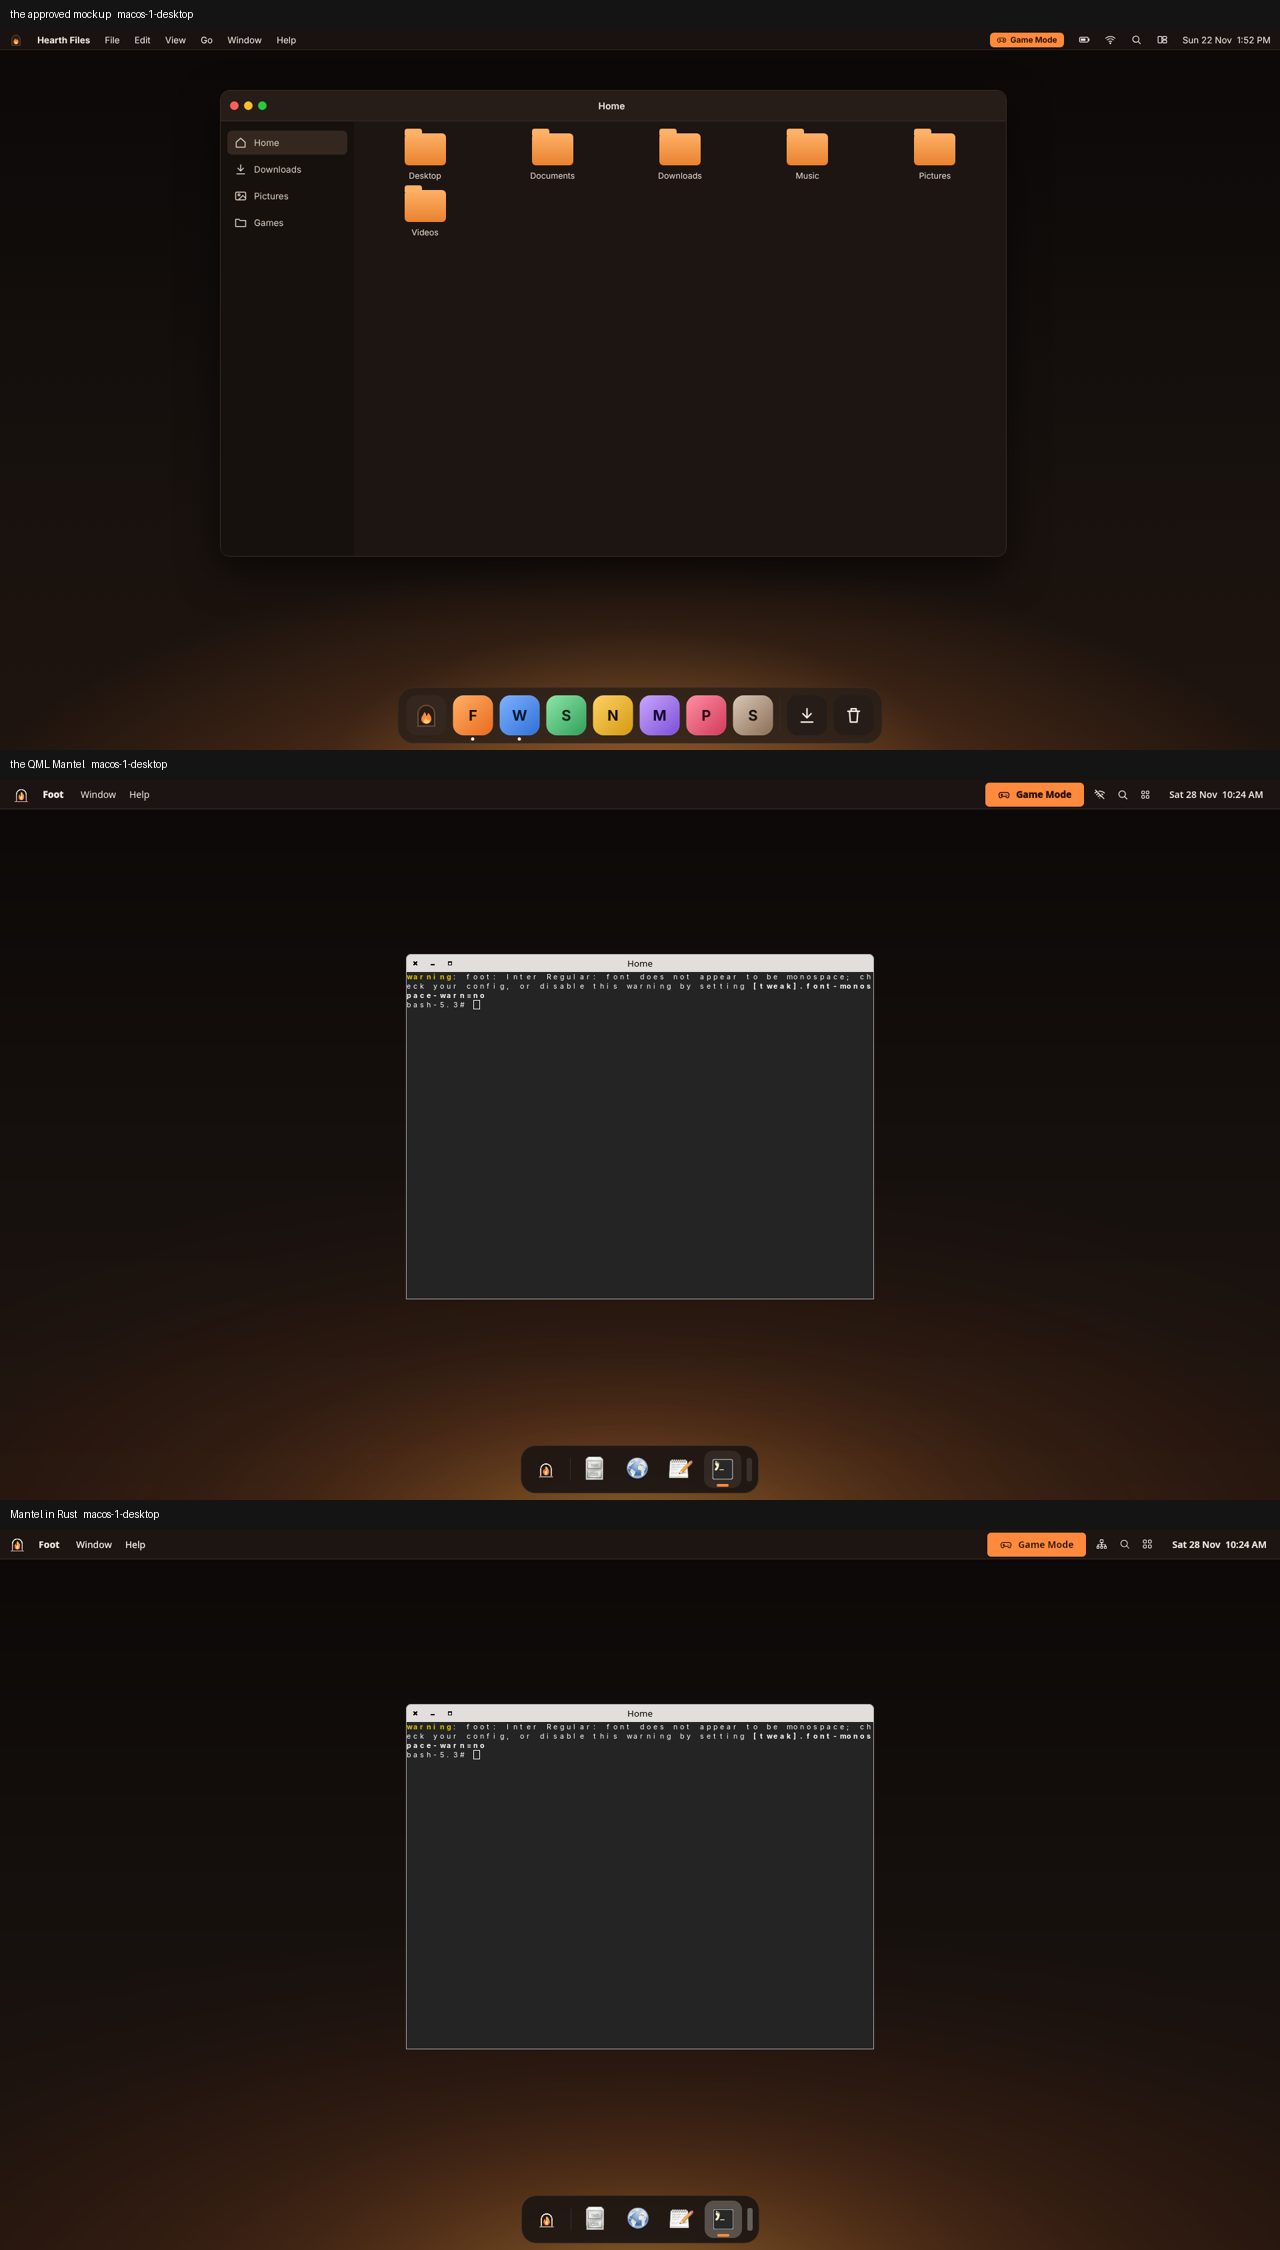 the approved mockup macos-1-desktop
Hearth Files File Edit View Go Window Help Game Mode Sun 22 Nov 1:52 PM
Home
Home
Downloads
Pictures
Games
Desktop Documents Downloads Music Pictures
Videos
F W S N M P S
the QML Mantel macos-1-desktop
Foot Window Help Game Mode Sat 28 Nov 10:24 AM
Home
warning: foot: Inter Regular: font does not appear to be monospace; ch
eck your config, or disable this warning by setting [tweak].font-monos
pace-warn=no
bash-5.3#
Mantel in Rust macos-1-desktop
Foot Window Help Game Mode Sat 28 Nov 10:24 AM
Home
warning: foot: Inter Regular: font does not appear to be monospace; ch
eck your config, or disable this warning by setting [tweak].font-monos
pace-warn=no
bash-5.3#